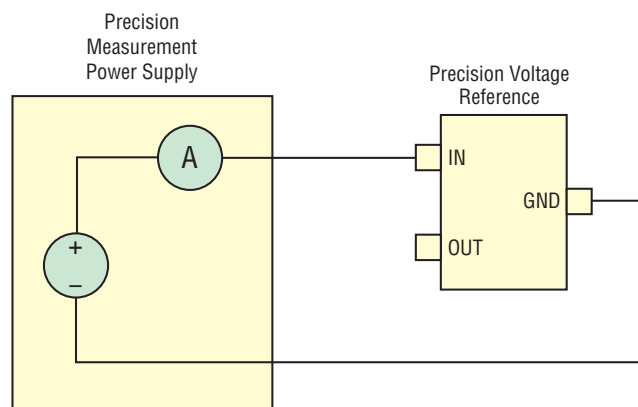 Precision
Measurement
Power Supply
Precision Voltage
Reference
A
IN
GND
OUT
+
–